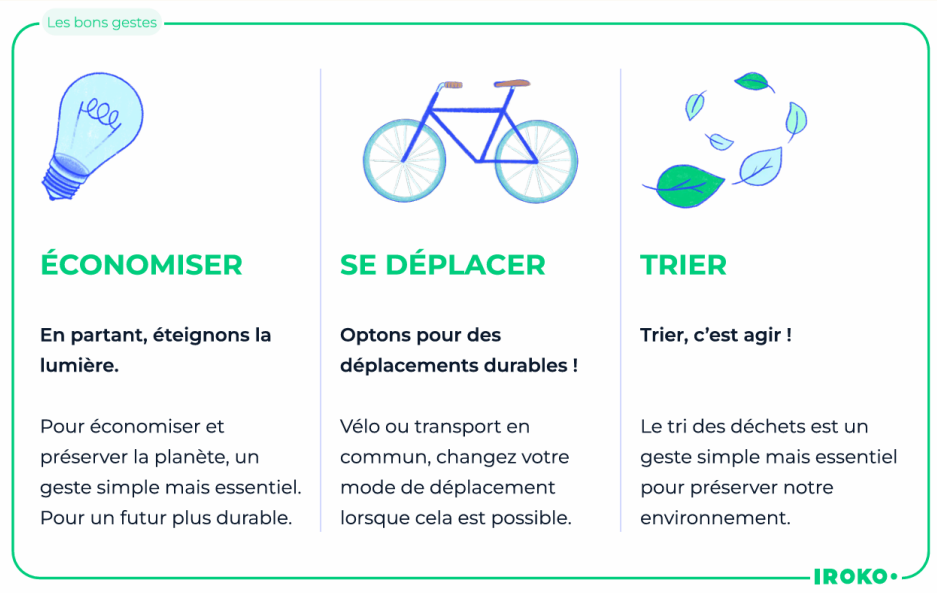 Les bons gestes
ÉCONOMISER
En partant, éteignons la
lumière.
Pour économiser et
préserver la planète, un
geste simple mais essentiel.
Pour un futur plus durable.
SE DÉPLACER
Optons pour des
déplacements durables !
Vélo ou transport en
commun, changez votre
mode de déplacement
lorsque cela est possible.
TRIER
Trier, c’est agir !
Le tri des déchets est un
geste simple mais essentiel
pour préserver notre
environnement.
IROKO